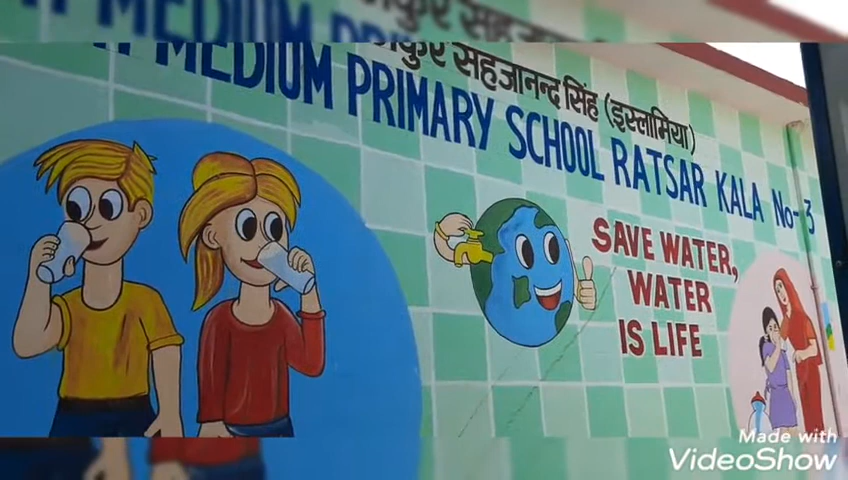 सहजानन्द सिंह (इस्लामिया)
MEDIUM PRIMARY SCHOOL RATSAR KALA No-3
SAVE WATER,
WATER
IS LIFE
Made with
VideoShow